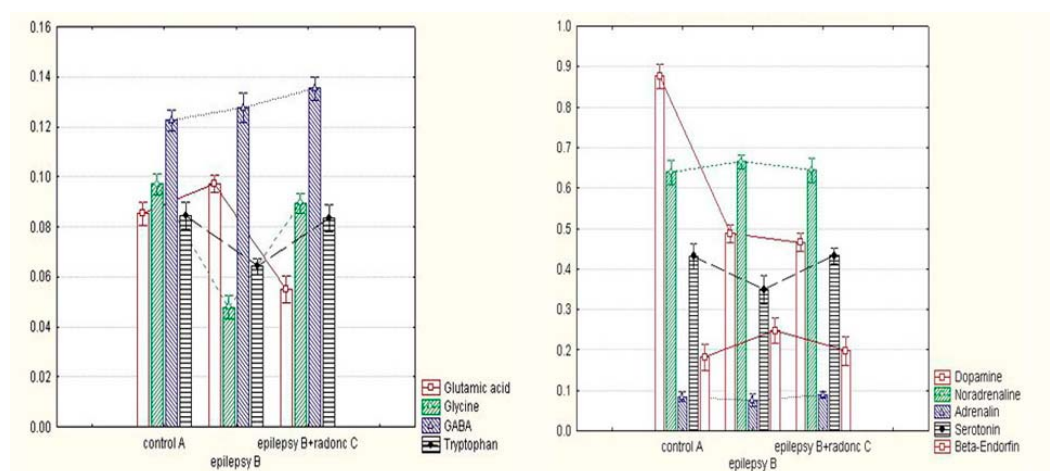 0.16
0.14
0.12
0.10
0.08
0.06
0.04
0.02
0.00
control A
epilepsy B
epilepsy B+radonc C
Glutamic acid
Glycine
GABA
Tryptophan
1.0
0.9
0.8
0.7
0.6
0.5
0.4
0.3
0.2
0.1
0.0
control A
epilepsy B
epilepsy B+radonc C
Dopamine
Noradrenaline
Adrenalin
Serotonin
Beta-Endorfin